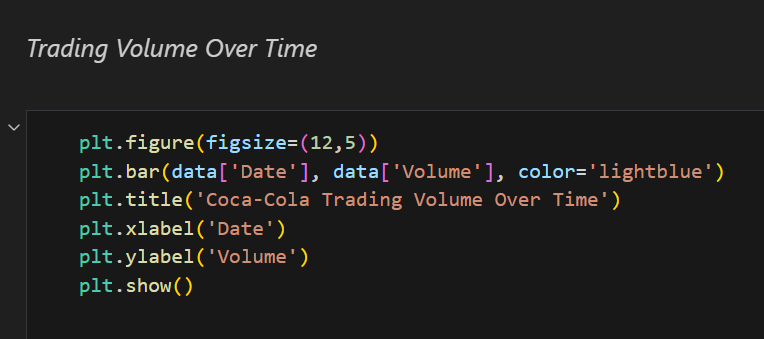 Trading Volume Over Time
plt.figure(figsize=(12,5))
plt.bar(data['Date'], data['Volume'], color='lightblue')
plt.title('Coca-Cola Trading Volume Over Time')
plt.xlabel('Date')
plt.ylabel('Volume')
plt.show()